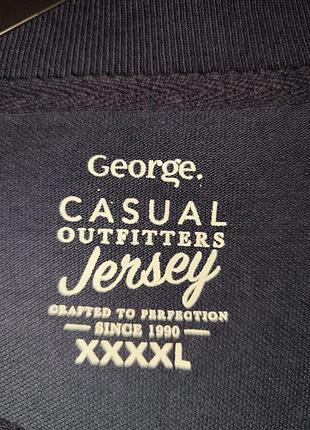 George.
CASUAL
OUTFITTERS
Jersey
CRAFTED TO PERFECTION
SINCE 1990
XXXXL